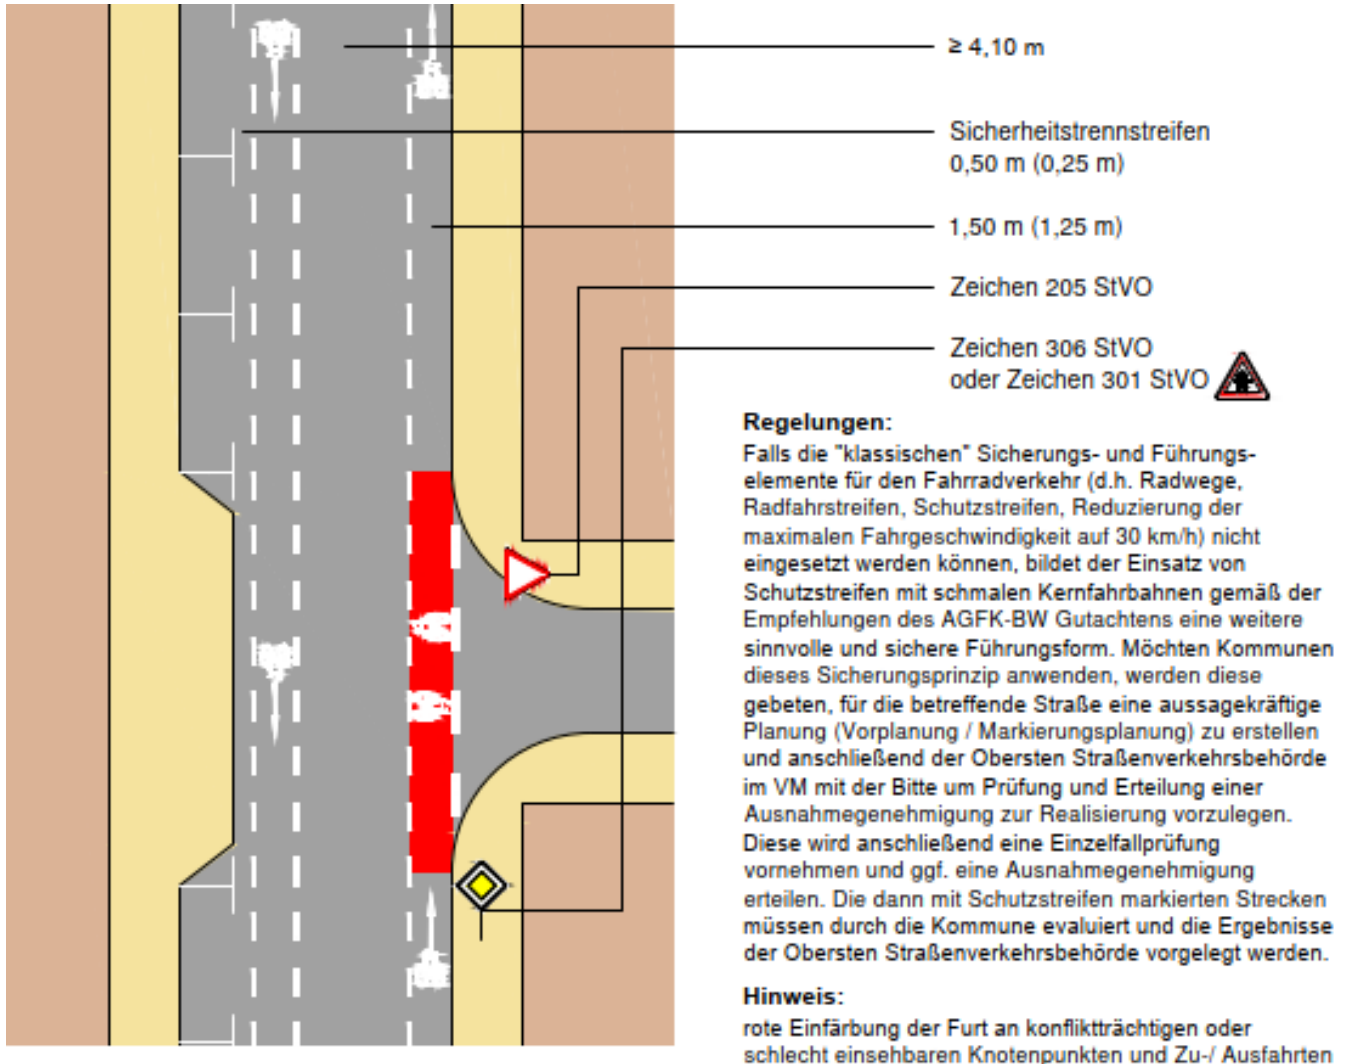 ≥ 4,10 m
Sicherheitstrennstreifen
0,50 m (0,25 m)
1,50 m (1,25 m)
Zeichen 205 StVO
Zeichen 306 StVO
oder Zeichen 301 StVO
Regelungen:
Falls die "klassischen" Sicherungs- und Führungs-
elemente für den Fahrradverkehr (d.h. Radwege,
Radfahrstreifen, Schutzstreifen, Reduzierung der
maximalen Fahrgeschwindigkeit auf 30 km/h) nicht
eingesetzt werden können, bildet der Einsatz von
Schutzstreifen mit schmalen Kernfahrbahnen gemäß der
Empfehlungen des AGFK-BW Gutachtens eine weitere
sinnvolle und sichere Führungsform. Möchten Kommunen
dieses Sicherungsprinzip anwenden, werden diese
gebeten, für die betreffende Straße eine aussagekräftige
Planung (Vorplanung / Markierungsplanung) zu erstellen
und anschließend der Obersten Straßenverkehrsbehörde
im VM mit der Bitte um Prüfung und Erteilung einer
Ausnahmegenehmigung zur Realisierung vorzulegen.
Diese wird anschließend eine Einzelfallprüfung
vornehmen und ggf. eine Ausnahmegenehmigung
erteilen. Die dann mit Schutzstreifen markierten Strecken
müssen durch die Kommune evaluiert und die Ergebnisse
der Obersten Straßenverkehrsbehörde vorgelegt werden.
Hinweis:
rote Einfärbung der Furt an konfliktträchtigen oder
schlecht einsehbaren Knotenpunkten und Zu-/ Ausfahrten